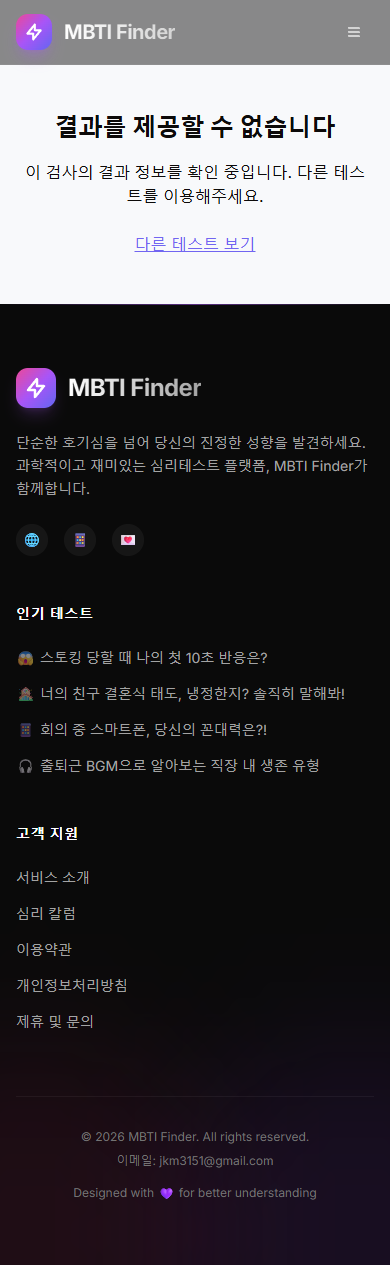 MBTI Finder
결과를 제공할 수 없습니다
이 검사의 결과 정보를 확인 중입니다. 다른 테스
트를 이용해주세요.
다른 테스트 보기
MBTI Finder
단순한 호기심을 넘어 당신의 진정한 성향을 발견하세요.
과학적이고 재미있는 심리테스트 플랫폼, MBTI Finder가
함께합니다.
인기 테스트
스토킹 당할 때 나의 첫 10초 반응은?
너의 친구 결혼식 태도, 냉정한지? 솔직히 말해봐!
회의 중 스마트폰, 당신의 꼰대력은?!
출퇴근 BGM으로 알아보는 직장 내 생존 유형
고객 지원
서비스 소개
심리 칼럼
이용약관
개인정보처리방침
제휴 및 문의
© 2026 MBTI Finder. All rights reserved.
이메일: jkm3151@gmail.com
Designed with 💜 for better understanding